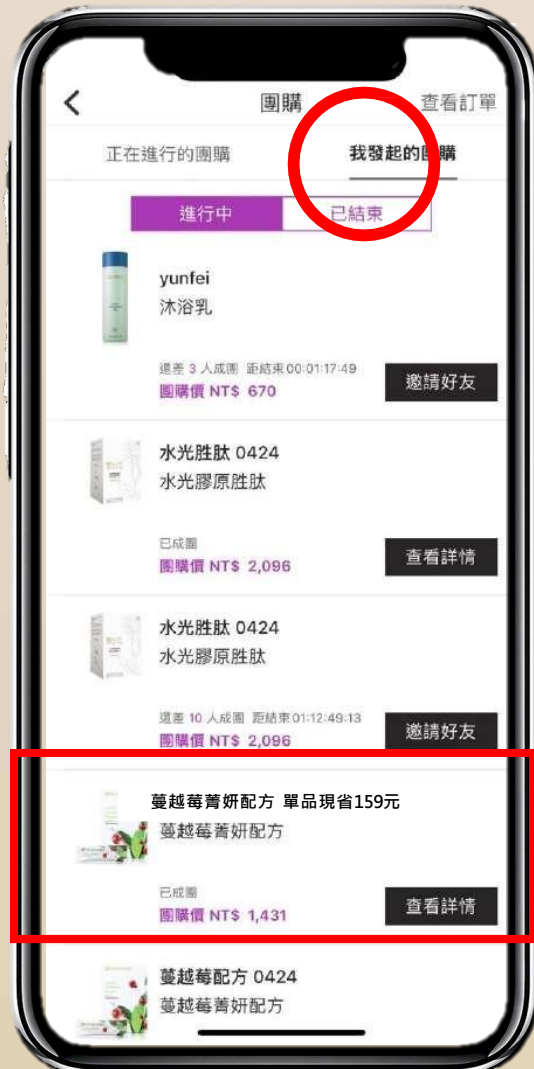 團購
查看訂單
正在進行的團購
我發起的團購
進行中
已結束
yunfei
沐浴乳
還差 3 人成團 距結束 00:01:17:49
團購價 NT$ 670
邀請好友
水光胜肽 0424
水光膠原胜肽
已成團
團購價 NT$ 2,096
查看詳情
水光胜肽 0424
水光膠原胜肽
還差 10 人成團 距結束 01:12:49:13
團購價 NT$ 2,096
邀請好友
蔓越莓菁妍配方 單品現省159元
蔓越莓菁妍配方
已成團
團購價 NT$ 1,431
查看詳情
蔓越莓配方 0424
蔓越莓菁妍配方